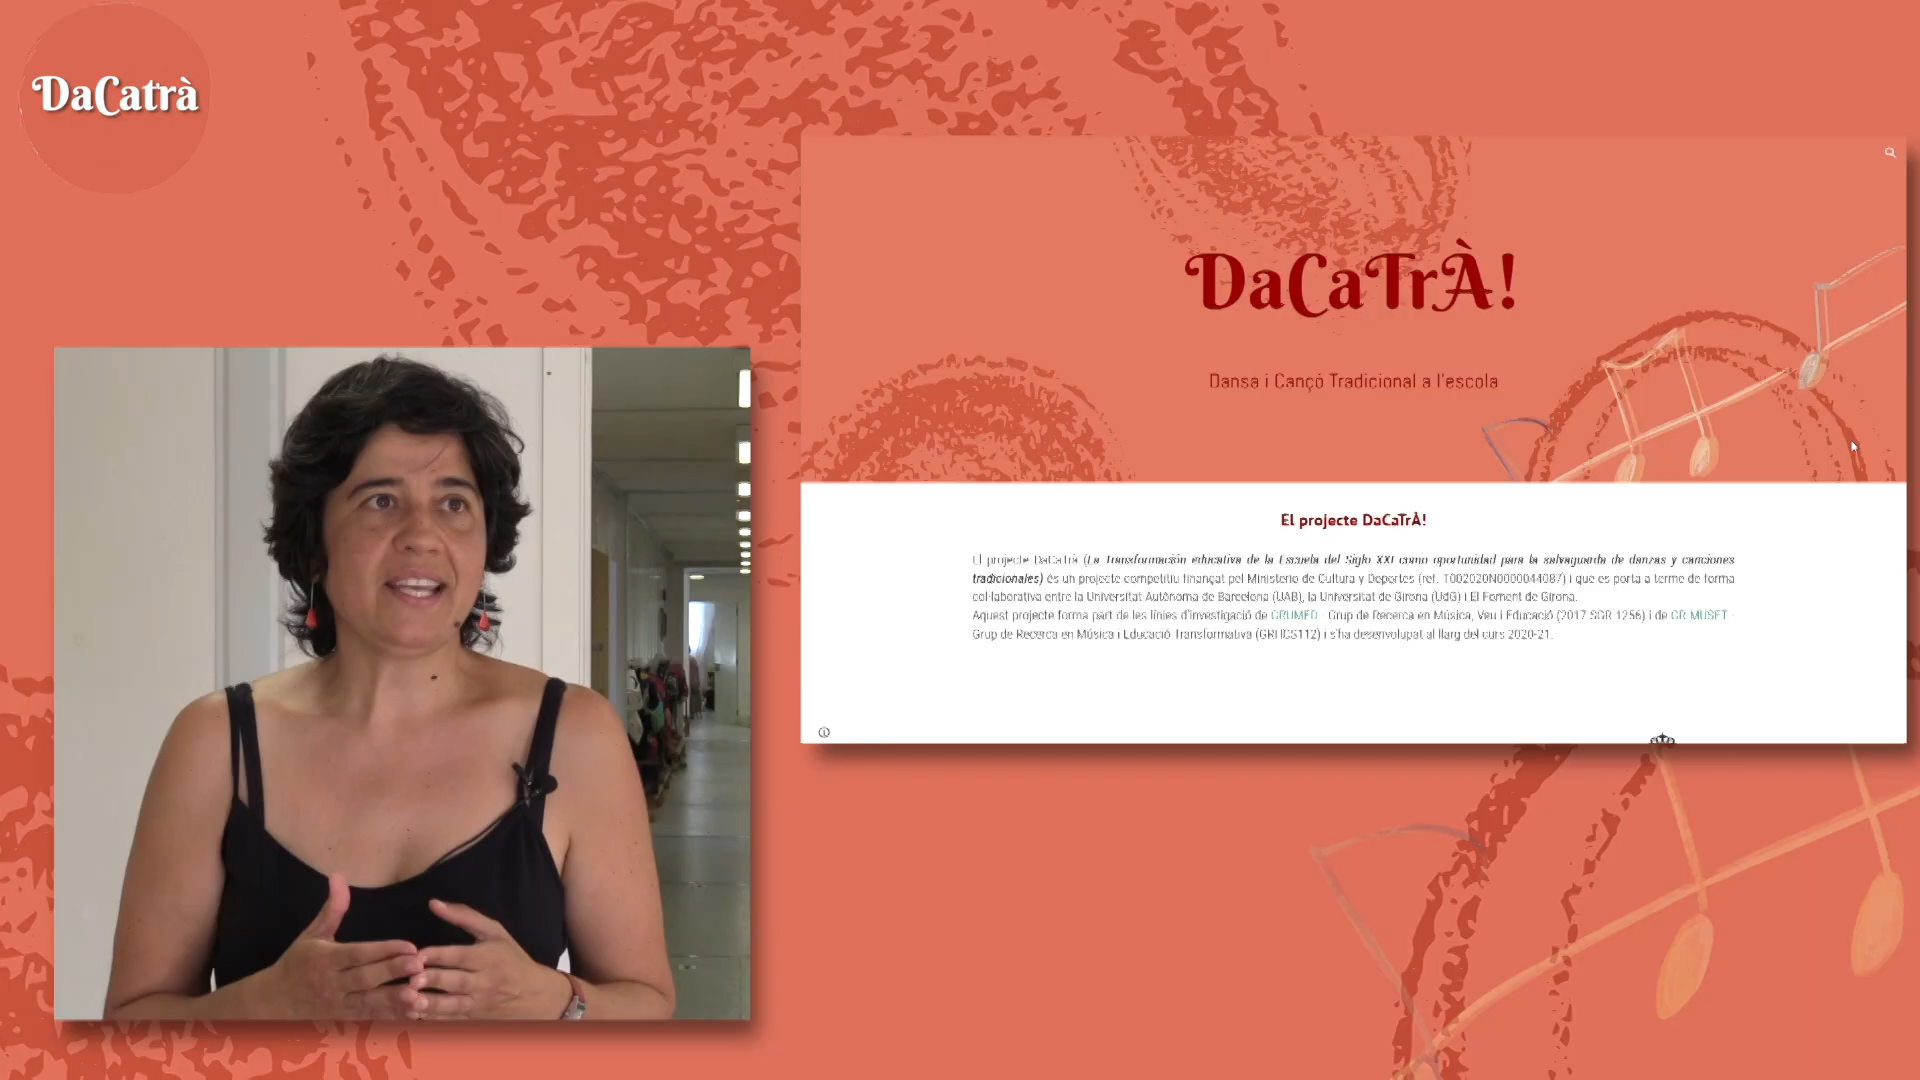 DaCatrà
DaCaTrÀ!
Dansa i Cançó Tradicional a l'escola
El projecte DaCaTrÀ!
El projecte DaCatrà (La Transformación educativa de la Escuela del Siglo XXI como oportunidad para la salvaguarda de danzas y canciones
tradicionales) és un projecte competitiu finançat pel Ministerio de Cultura y Deportes (ref. T002020N0000044087) i que es porta a terme de forma
col·laborativa entre la Universitat Autònoma de Barcelona (UAB), la Universitat de Girona (UdG) i El Foment de Girona.
Aquest projecte forma part de les línies d'investigació de GRUMED - Grup de Recerca en Música, Veu i Educació (2017 SGR 1256) i de GR-MUSET -
Grup de Recerca en Música i Educació Transformativa (GRHCS112) i s'ha desenvolupat al llarg del curs 2020-21.